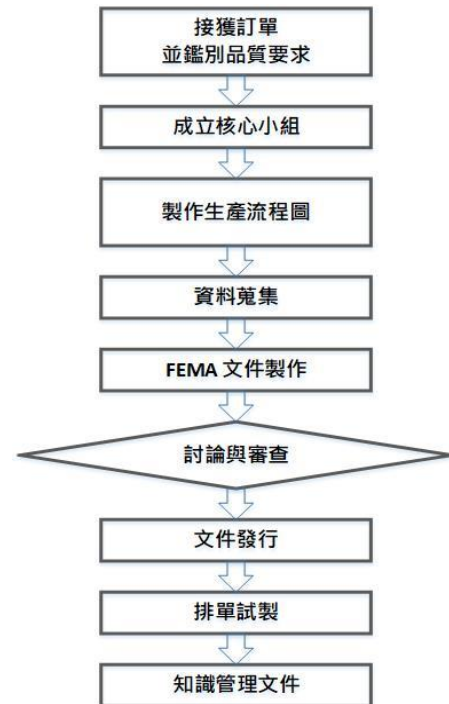 接獲訂單
並鑑別品質要求
成立核心小組
製作生產流程圖
資料蒐集
FEMA 文件製作
討論與審查
文件發行
排單試製
知識管理文件